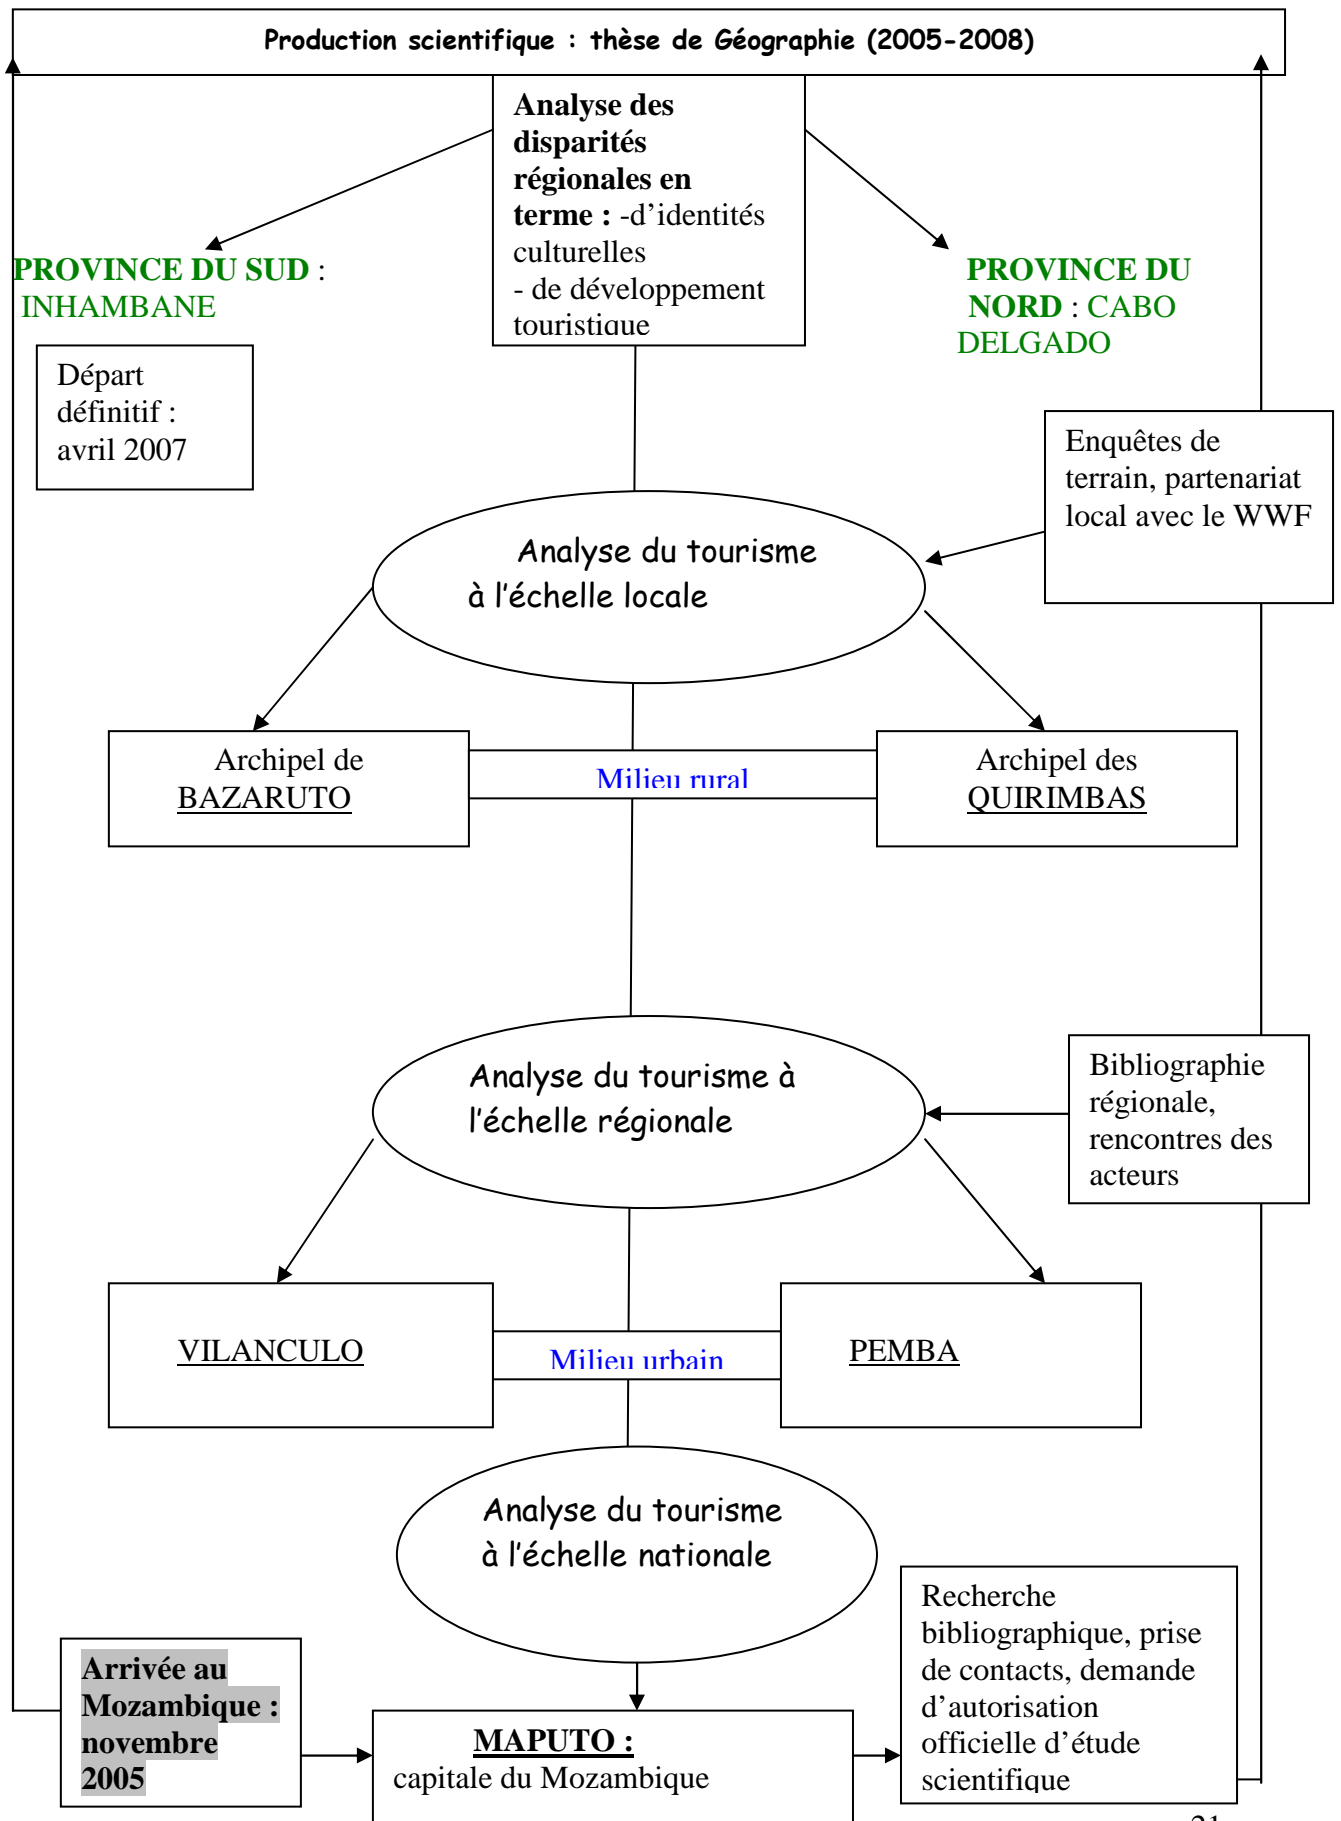 Production scientifique : thèse de Géographie (2005-2008)
Analyse des
disparités
régionales en
terme : -d’identités
culturelles
- de développement
touristique
PROVINCE DU SUD :
INHAMBANE
PROVINCE DU
NORD : CABO
DELGADO
Départ
définitif :
avril 2007
Enquêtes de
terrain, partenariat
local avec le WWF
Analyse du tourisme
à l’échelle locale
Archipel de
BAZARUTO
Milieu rural
Archipel des
QUIRIMBAS
Analyse du tourisme à
l’échelle régionale
Bibliographie
régionale,
rencontres des
acteurs
VILANCULO
Milieu urbain
PEMBA
Analyse du tourisme
à l’échelle nationale
Arrivée au
Mozambique :
novembre
2005
MAPUTO :
capitale du Mozambique
Recherche
bibliographique, prise
de contacts, demande
d’autorisation
officielle d’étude
scientifique